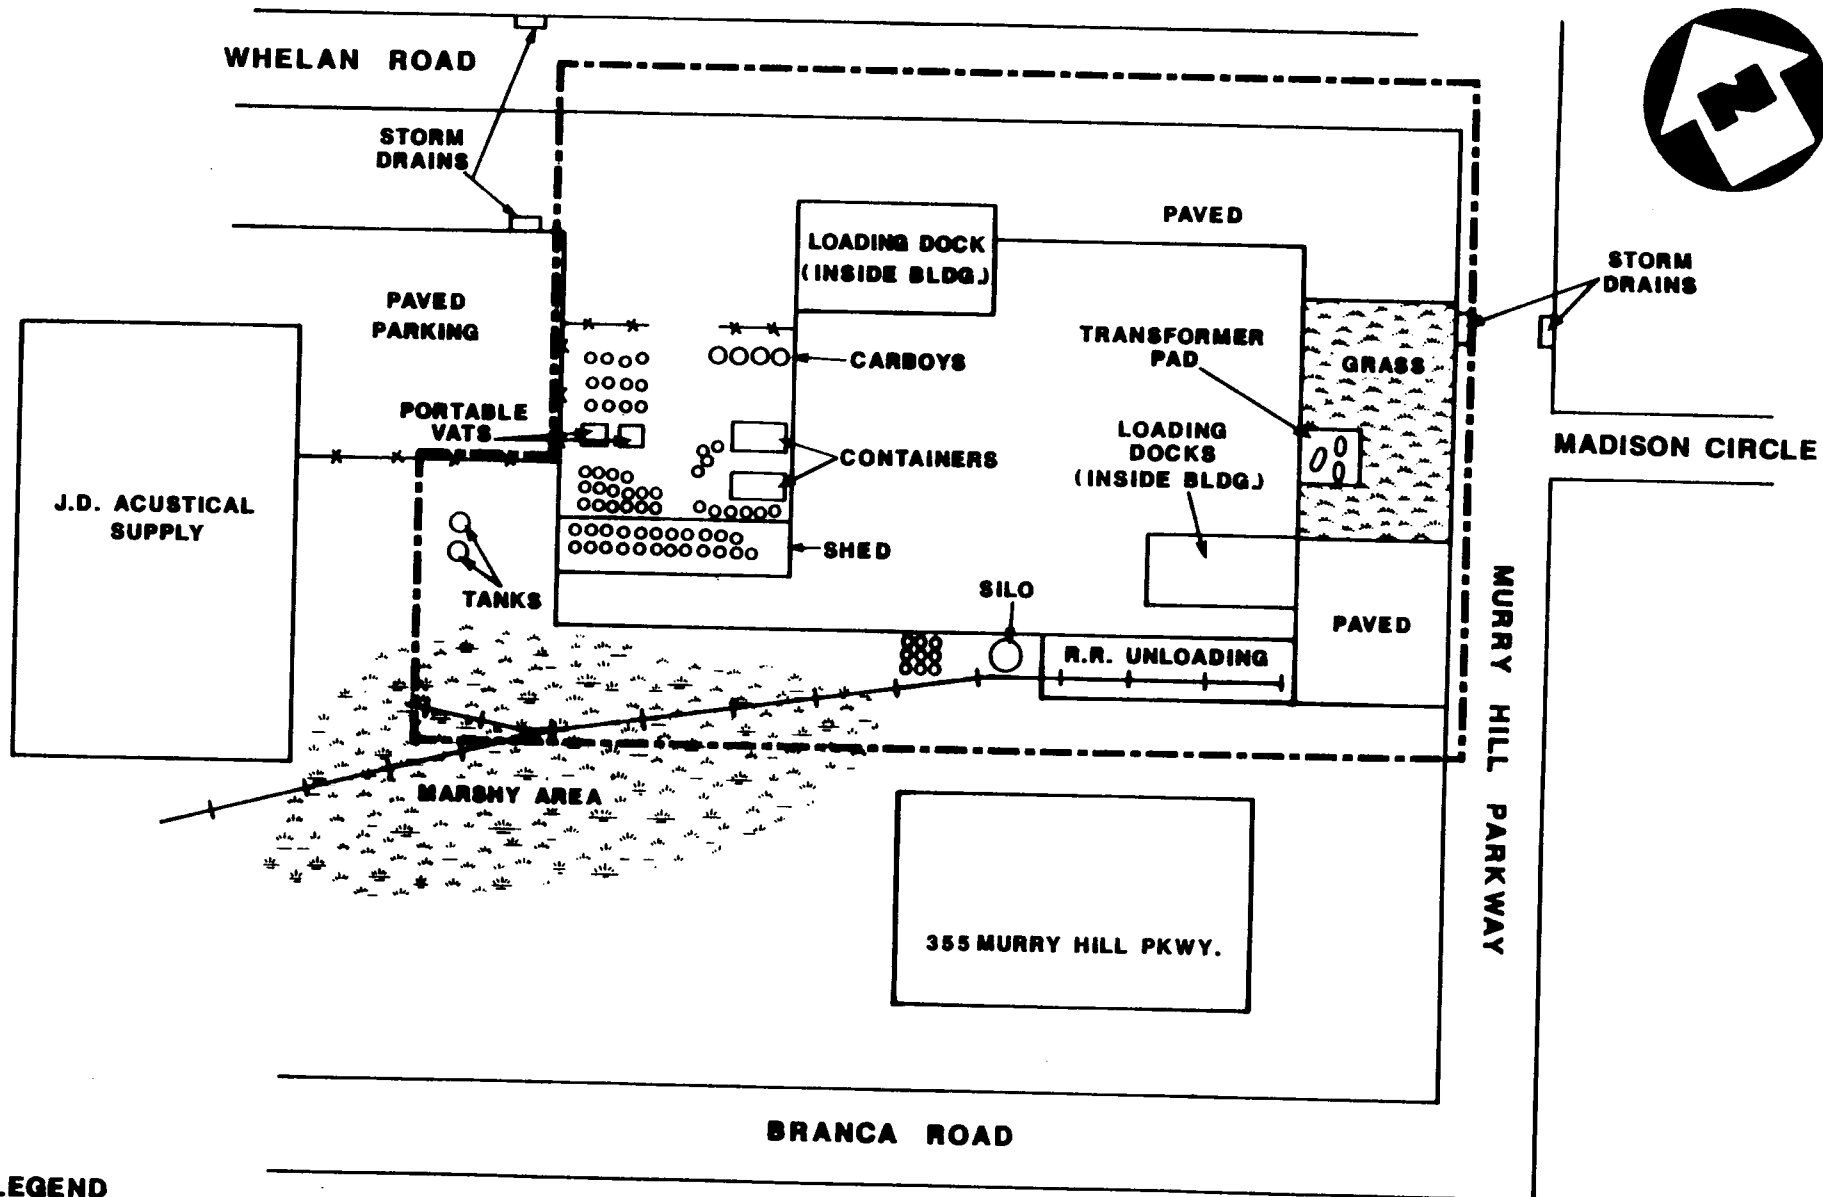 WHELAN ROAD
N
STORM
DRAINS
PAVED
LOADING DOCK
(INSIDE BLDG.)
STORM
DRAINS
PAVED
PARKING
TRANSFORMER
PAD
GRASS
CARBOYS
PORTABLE
VATS
LOADING
DOCKS
(INSIDE BLDG.)
MADISON CIRCLE
CONTAINERS
J.D. ACUSTICAL
SUPPLY
SHED
TANKS
SILO
PAVED
R.R. UNLOADING
MURRY HILL PARKWAY
MARSHY AREA
355 MURRY HILL PKWY.
BRANCA ROAD
LEGEND